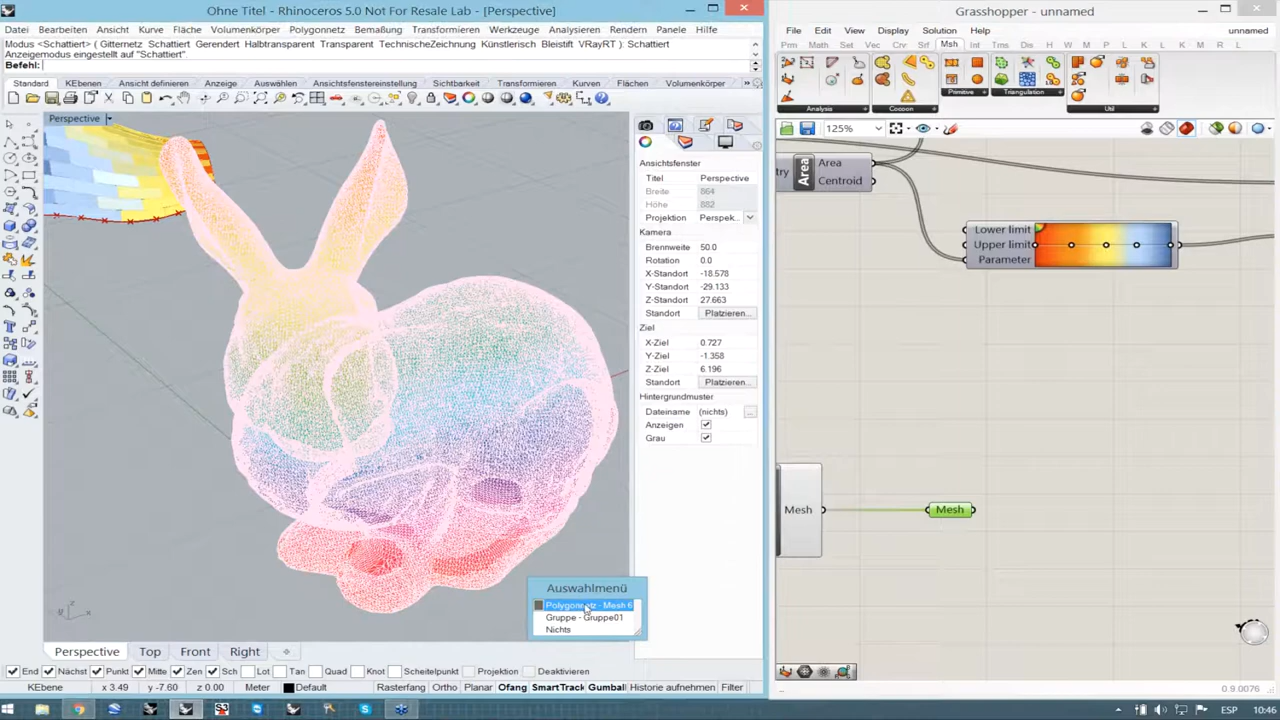 Ohne Titel - Rhinoceros 5.0 Not For Resale Lab - [Perspective]
Datei Bearbeiten Ansicht Kurve Fläche Volumenkörper Polygonnetz Bemaßung Transformieren Werkzeuge Analysieren Rendern Panele Hilfe
Modus <Schattiert> ( Gitternetz Schattiert Gerendert Halbtransparent Transparent TechnischeZeichnung Künstlerisch Bleistift VRayRT ): Schattiert
Anzeigemodus eingestellt auf "Schattiert".
Befehl:
Standard KEbenen Ansicht definieren Anzeige Auswählen Ansichtsfenstereinstellung Sichtbarkeit Transformieren Kurven Flächen Volumenkörper
Perspective
Ansichtsfenster
Titel Perspective
Breite 864
Höhe 882
Projektion Perspek...
Kamera
Brennweite 50.0
Rotation 0.0
X-Standort -18.578
Y-Standort -29.133
Z-Standort 27.663
Standort Platzieren...
Ziel
X-Ziel 0.727
Y-Ziel -1.358
Z-Ziel 6.196
Standort Platzieren...
Hintergrundmuster
Dateiname (nichts) ...
Anzeigen
Grau
Auswahlmenü
Polygonnetz - Mesh 6
Gruppe - Gruppe01
Nichts
z
y
x
Perspective Top Front Right
End Nächst Punkt Mitte Zen Sch Lot Tan Quad Knot Scheitelpunkt Projektion Deaktivieren
KEbene x 3.49 y -7.60 z 0.00 Meter Default Rasterfang Ortho Planar Ofang SmartTrack Gumball Historie aufnehmen Filter
Grasshopper - unnamed
File Edit View Display Solution Help unnamed
Prm Math Set Vec Crv Srf Msh Int Trns Dis H W M P L C K M R L
Analysis Cocoon Primitive Triangulation Util
125%
try Area Area
Centroid
Lower limit
Upper limit
Parameter
Mesh
Mesh
0.9.0076
ESP 10:46